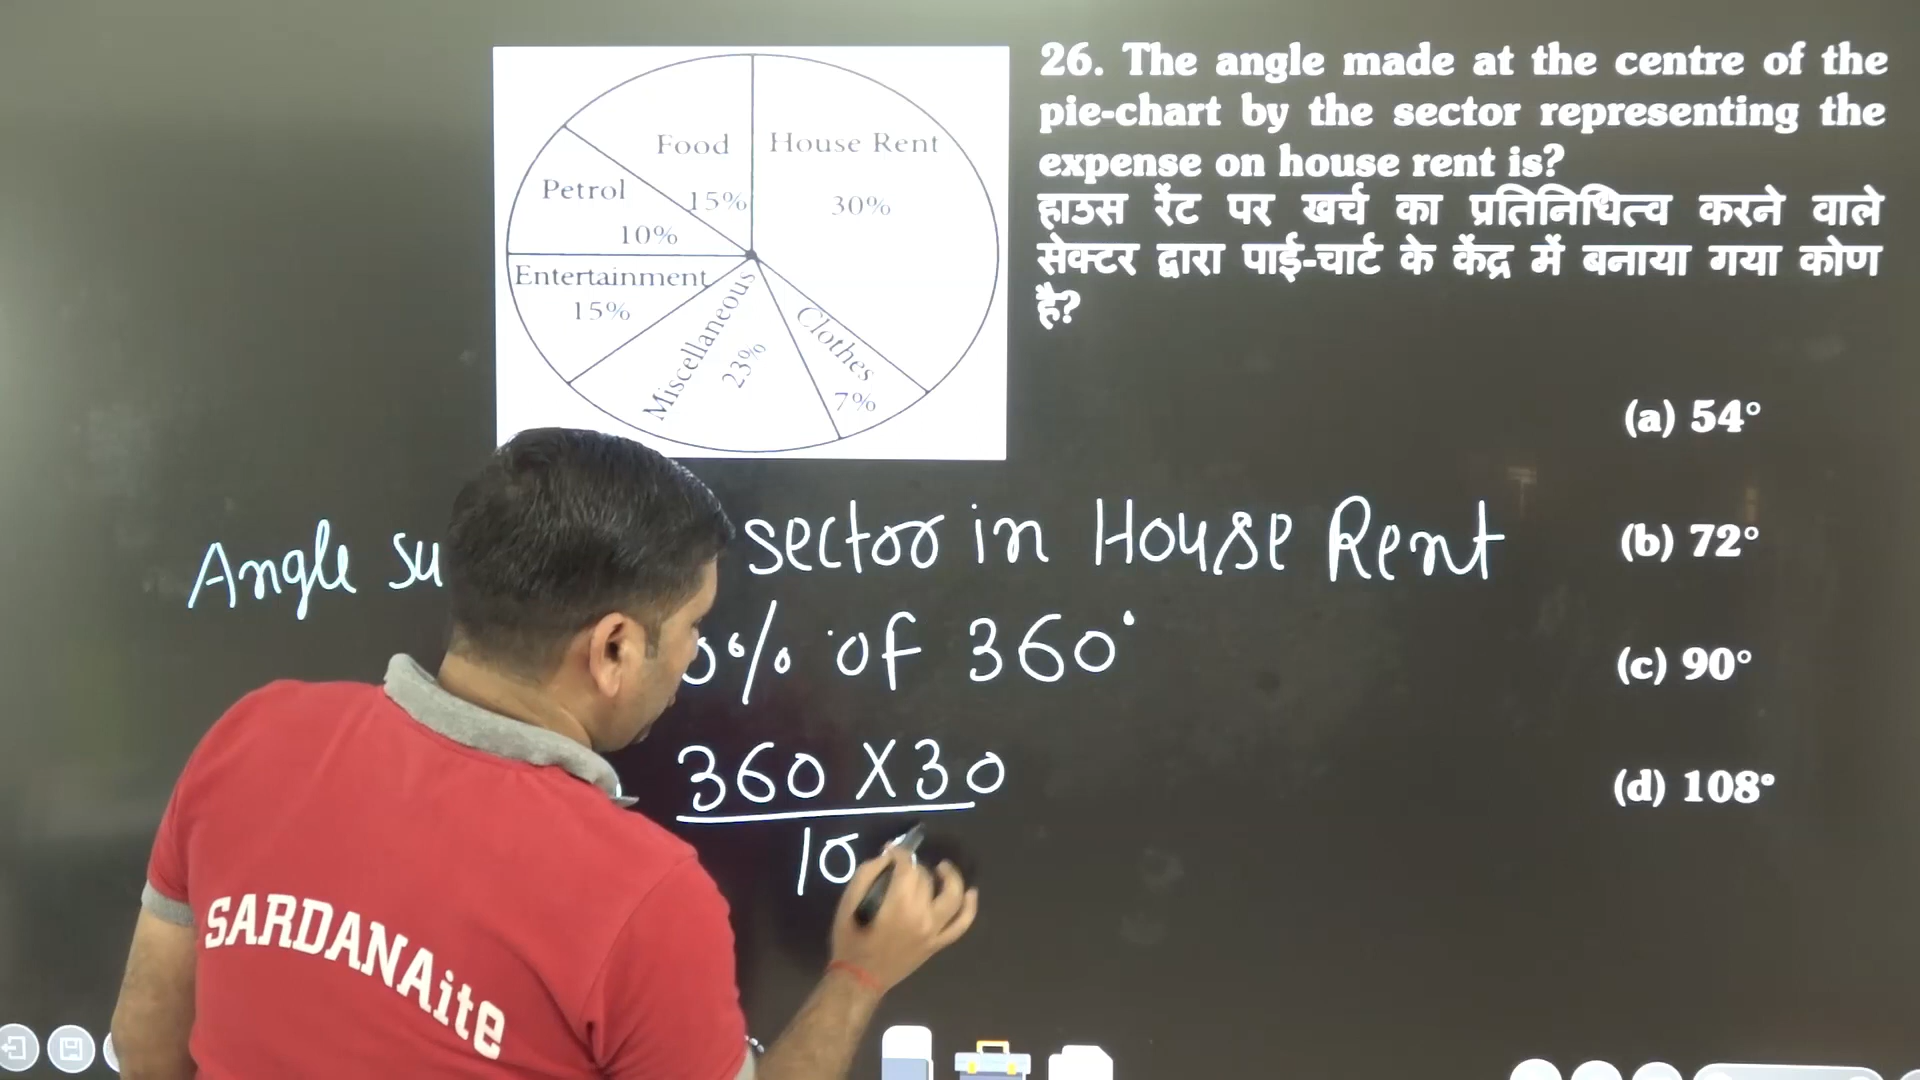 Food
House Rent
Petrol
15%
30%
10%
Entertainment
15%
Miscellaneous
23%
Clothes
7%
26. The angle made at the centre of the
pie-chart by the sector representing the
expense on house rent is?
हाउस रेंट पर खर्च का प्रतिनिधित्व करने वाले
सेक्टर द्वारा पाई-चार्ट के केंद्र में बनाया गया कोण
है?
(a) 54°
(b) 72°
(c) 90°
(d) 108°
Angle su sector in House Rent
0% of 360°
360 X 30
10
SARDANAite